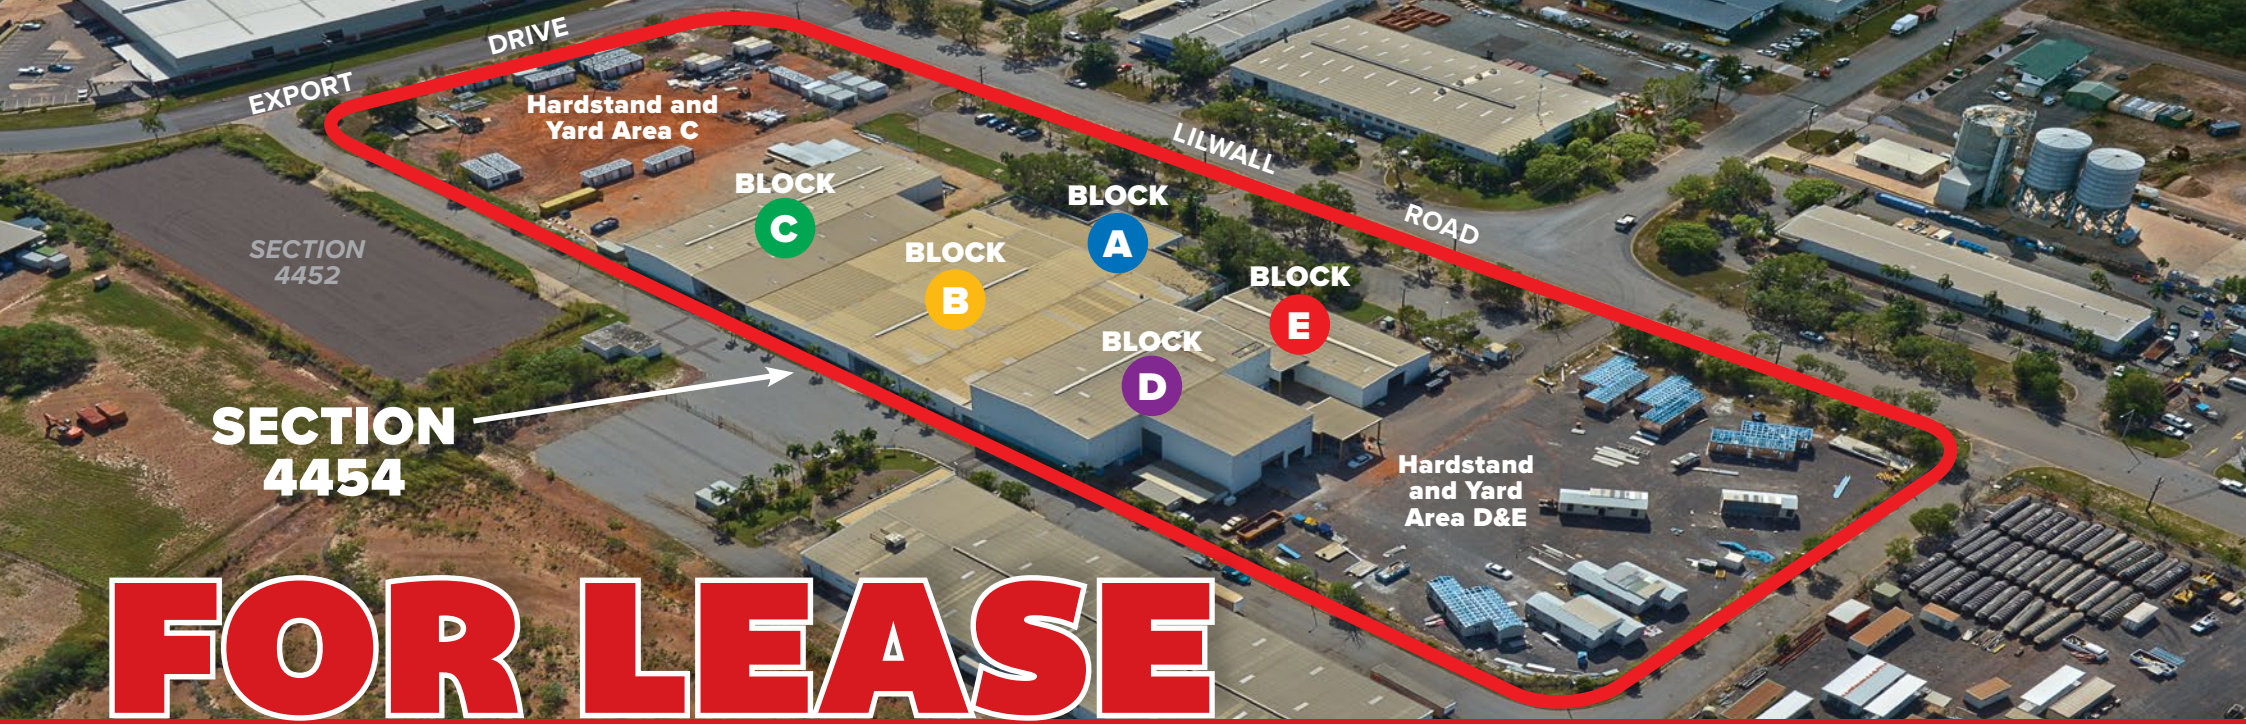 EXPORT DRIVE
Hardstand and
Yard Area C
LILWALL ROAD
BLOCK
C
BLOCK
A
BLOCK
B
BLOCK
E
BLOCK
D
SECTION
4452
SECTION
4454
Hardstand
and Yard
Area D&E
FOR LEASE